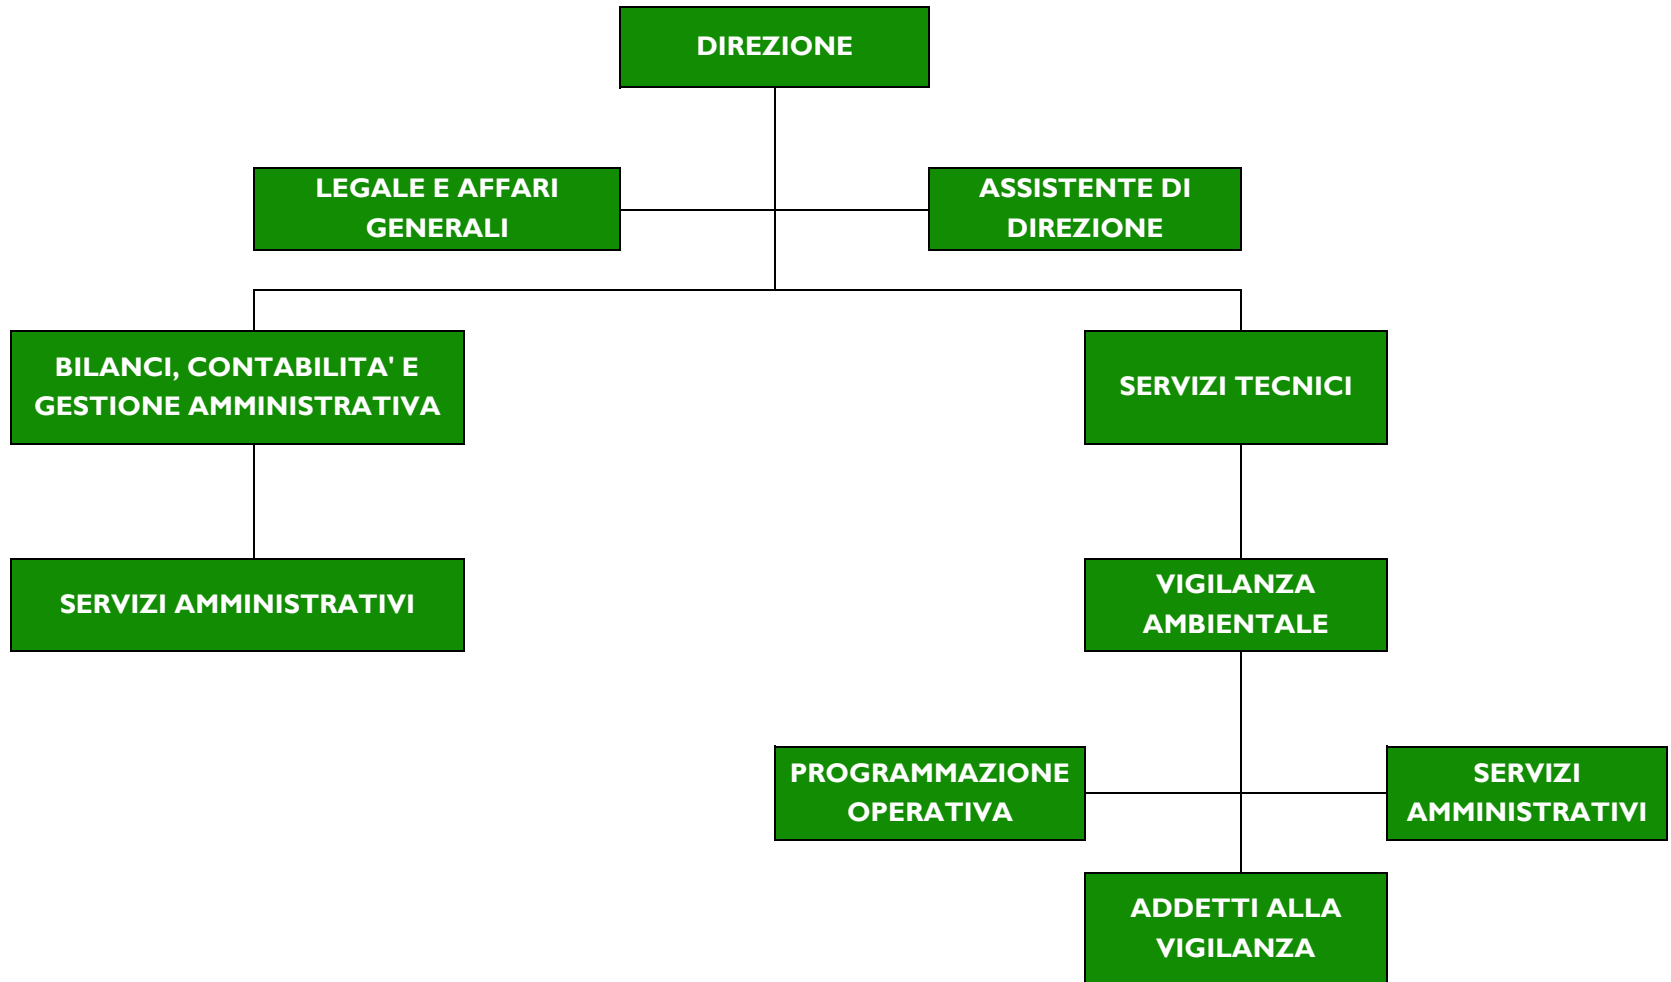 DIREZIONE
LEGALE E AFFARI
GENERALI
ASSISTENTE DI
DIREZIONE
BILANCI, CONTABILITA' E
GESTIONE AMMINISTRATIVA
SERVIZI TECNICI
SERVIZI AMMINISTRATIVI
VIGILANZA
AMBIENTALE
PROGRAMMAZIONE
OPERATIVA
SERVIZI
AMMINISTRATIVI
ADDETTI ALLA
VIGILANZA